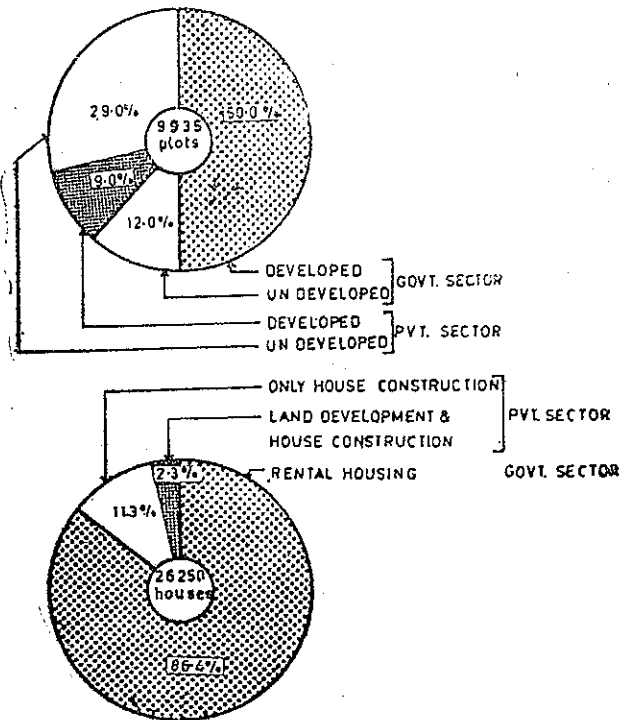 29.0%
50.0%
9935
plots
9.0%
12.0%
DEVELOPED
UN DEVELOPED
GOVT. SECTOR
DEVELOPED
UN DEVELOPED
PVT. SECTOR
ONLY HOUSE CONSTRUCTION
LAND DEVELOPMENT &
HOUSE CONSTRUCTION
PVT. SECTOR
2.3%
RENTAL HOUSING
GOVT. SECTOR
11.3%
26250
houses
86.4%